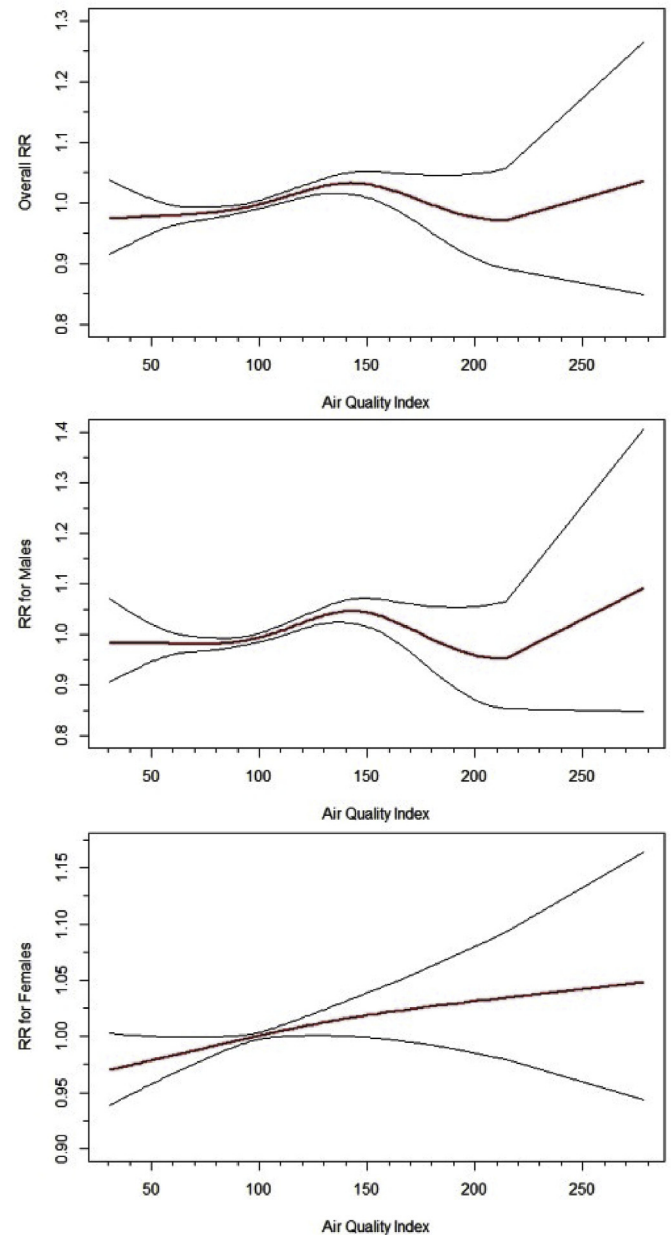 Overall RR
1.3
1.2
1.1
1.0
0.9
0.8
50 100 150 200 250
Air Quality Index
RR for Males
1.4
1.3
1.2
1.1
1.0
0.9
0.8
50 100 150 200 250
Air Quality Index
RR for Females
1.15
1.10
1.05
1.00
0.95
0.90
50 100 150 200 250
Air Quality Index